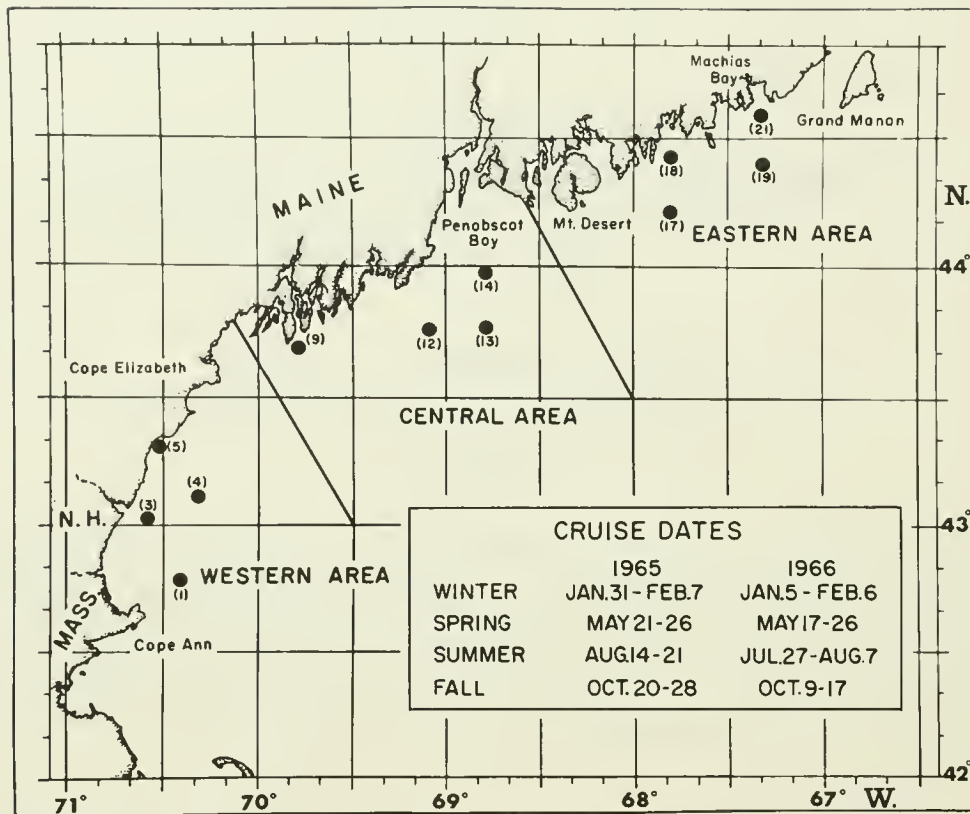 Machias
Bay
Grand Manan
(21)
(18)
(19)
N.
MAINE
Penobscot
Bay
Mt. Desert
(17)
EASTERN AREA
44°
(14)
(9)
(12)
(13)
Cape Elizabeth
CENTRAL AREA
(5)
(4)
(3)
N.H.
43°
(1)
WESTERN AREA
MASS.
Cape Ann
CRUISE DATES
1965 1966
WINTER JAN.31-FEB.7 JAN.5-FEB.6
SPRING MAY 21-26 MAY 17-26
SUMMER AUG.14-21 JUL.27-AUG.7
FALL OCT. 20-28 OCT. 9-17
42°
71° 70° 69° 68° 67° W.